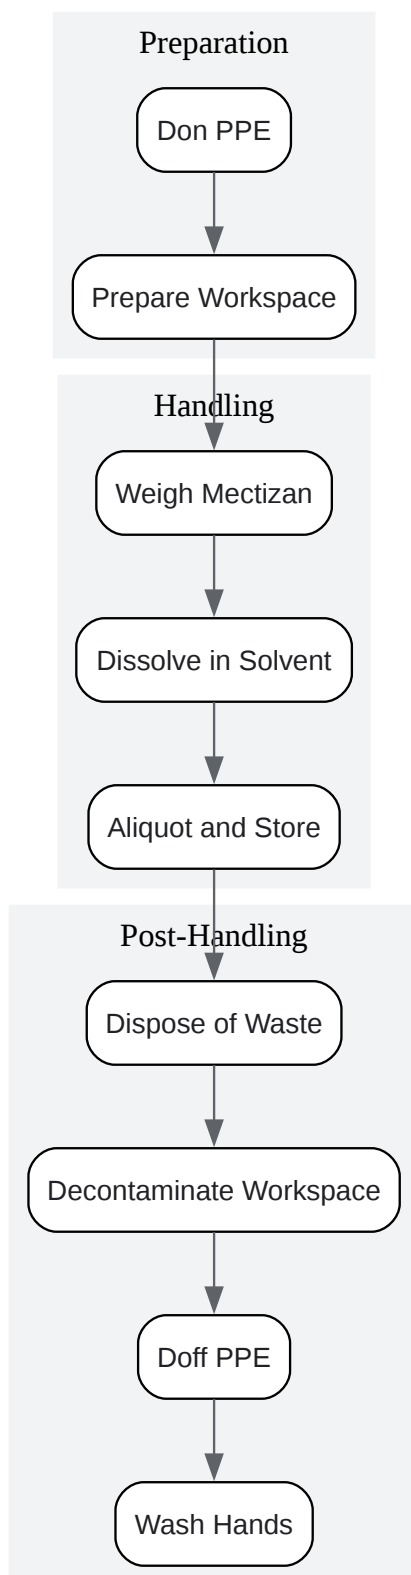 Preparation
Don PPE
Prepare Workspace
Handling
Weigh Mectizan
Dissolve in Solvent
Aliquot and Store
Post-Handling
Dispose of Waste
Decontaminate Workspace
Doff PPE
Wash Hands